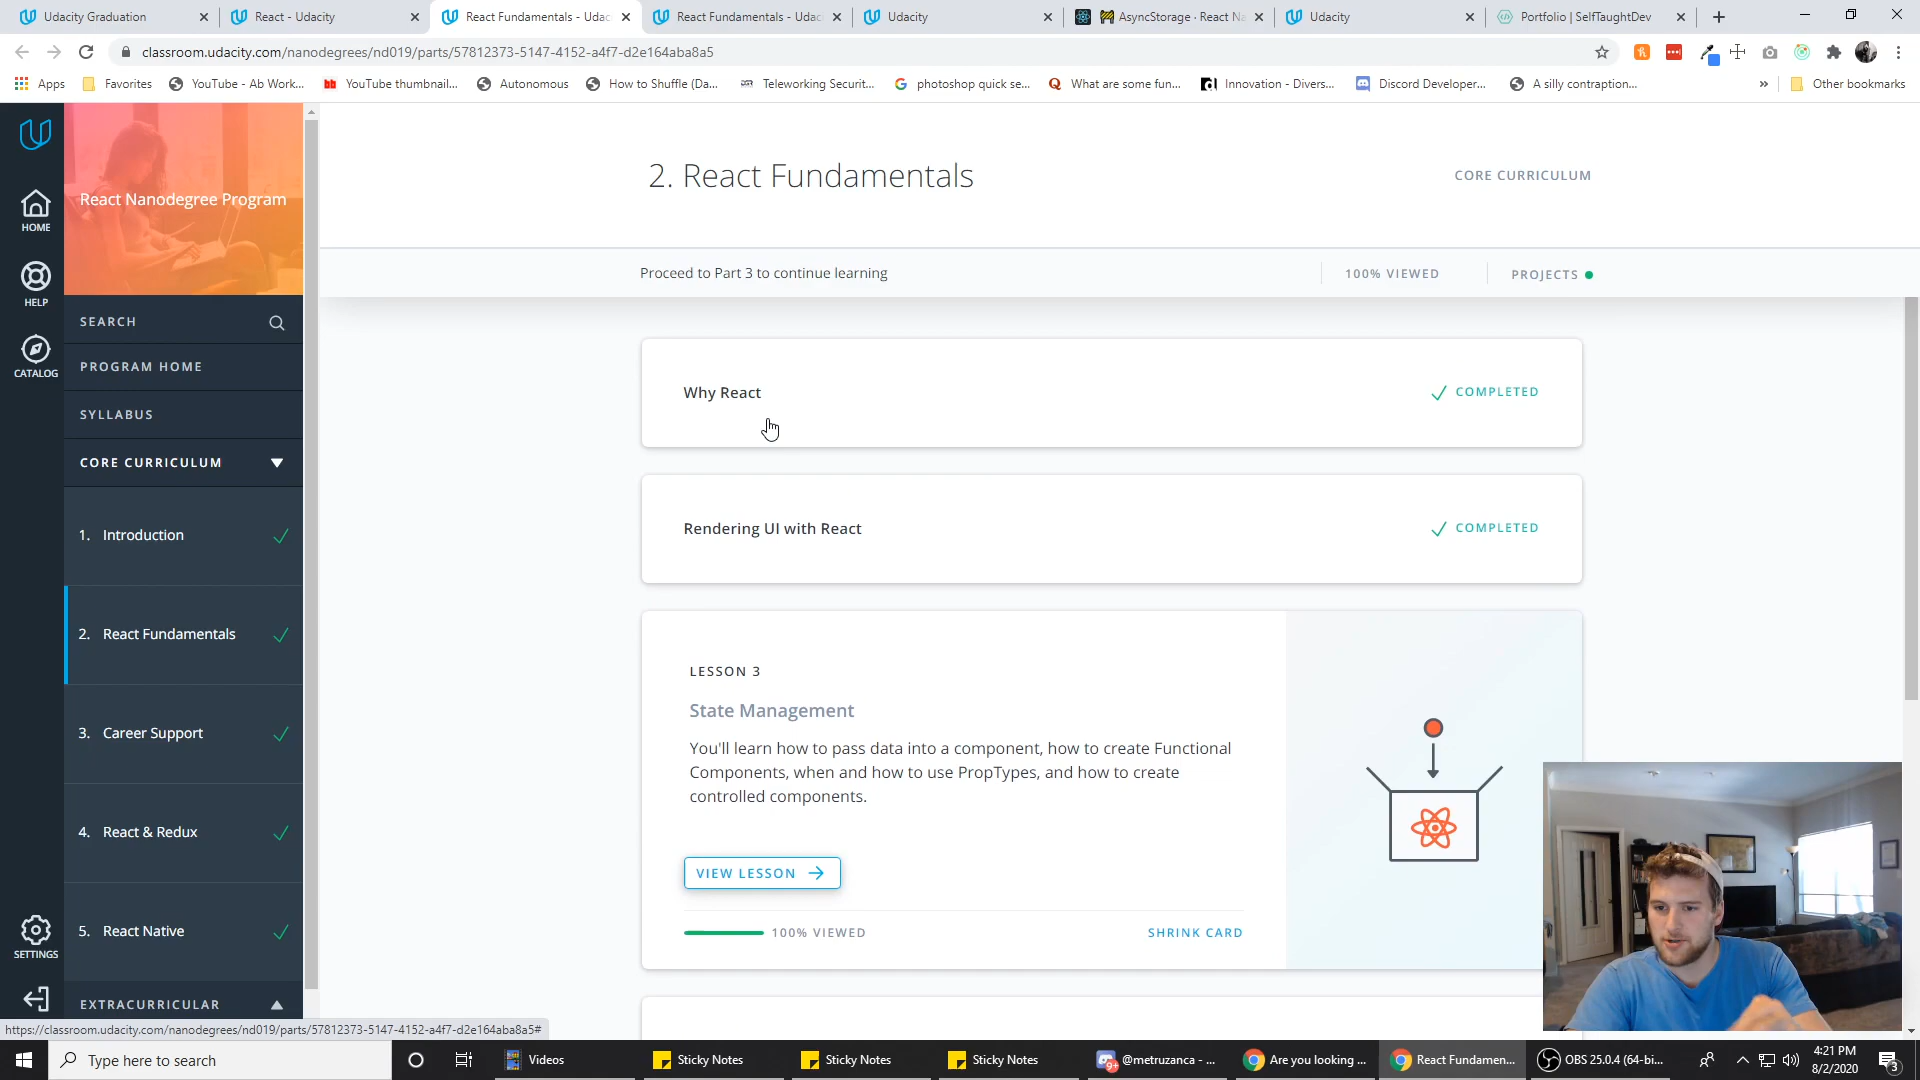 Udacity Graduation
React - Udacity
React Fundamentals - Udac
React Fundamentals - Udac
Udacity
AsyncStorage · React Na
Udacity
Portfolio | SelfTaughtDev
classroom.udacity.com/nanodegrees/nd019/parts/57812373-5147-4152-a4f7-d2e164aba8a5
Apps
Favorites
YouTube - Ab Work...
YouTube thumbnail...
Autonomous
How to Shuffle (Da...
Teleworking Securit...
photoshop quick se...
What are some fun...
Innovation - Divers...
Discord Developer...
A silly contraption...
»
Other bookmarks
HOME
HELP
CATALOG
SETTINGS
React Nanodegree Program
SEARCH
PROGRAM HOME
SYLLABUS
CORE CURRICULUM
1. Introduction
2. React Fundamentals
3. Career Support
4. React & Redux
5. React Native
EXTRACURRICULAR
2. React Fundamentals
CORE CURRICULUM
Proceed to Part 3 to continue learning
100% VIEWED
PROJECTS
Why React
COMPLETED
Rendering UI with React
COMPLETED
LESSON 3
State Management
You'll learn how to pass data into a component, how to create Functional
Components, when and how to use PropTypes, and how to create
controlled components.
VIEW LESSON
100% VIEWED
SHRINK CARD
https://classroom.udacity.com/nanodegrees/nd019/parts/57812373-5147-4152-a4f7-d2e164aba8a5#
Type here to search
Videos
Sticky Notes
Sticky Notes
Sticky Notes
@metruzanca - ...
Are you looking ...
React Fundamen...
OBS 25.0.4 (64-bi...
4:21 PM
8/2/2020
3